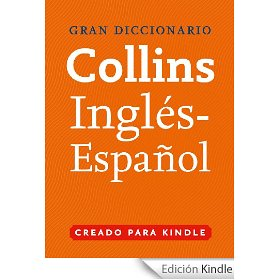 GRAN DICCIONARIO
Collins
Inglés-
Español
CREADO PARA KINDLE
Edición Kindle